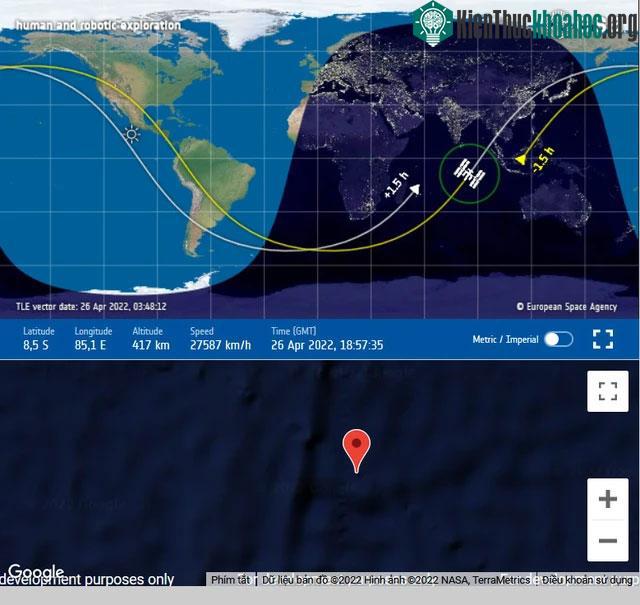 human and robotic exploration
KienThuckhoahoc.org
-1.5 h
+1.5 h
TLE vector date: 26 Apr 2022, 03:48:12
© European Space Agency
Latitude Longitude Altitude Speed Time (GMT)
8,5 S 85,1 E 417 km 27587 km/h 26 Apr 2022, 18:57:35
Metric / Imperial
Google
development purposes only
Phím tắt Dữ liệu bản đồ ©2022 Hình ảnh ©2022 NASA, TerraMetrics Điều khoản sử dụng